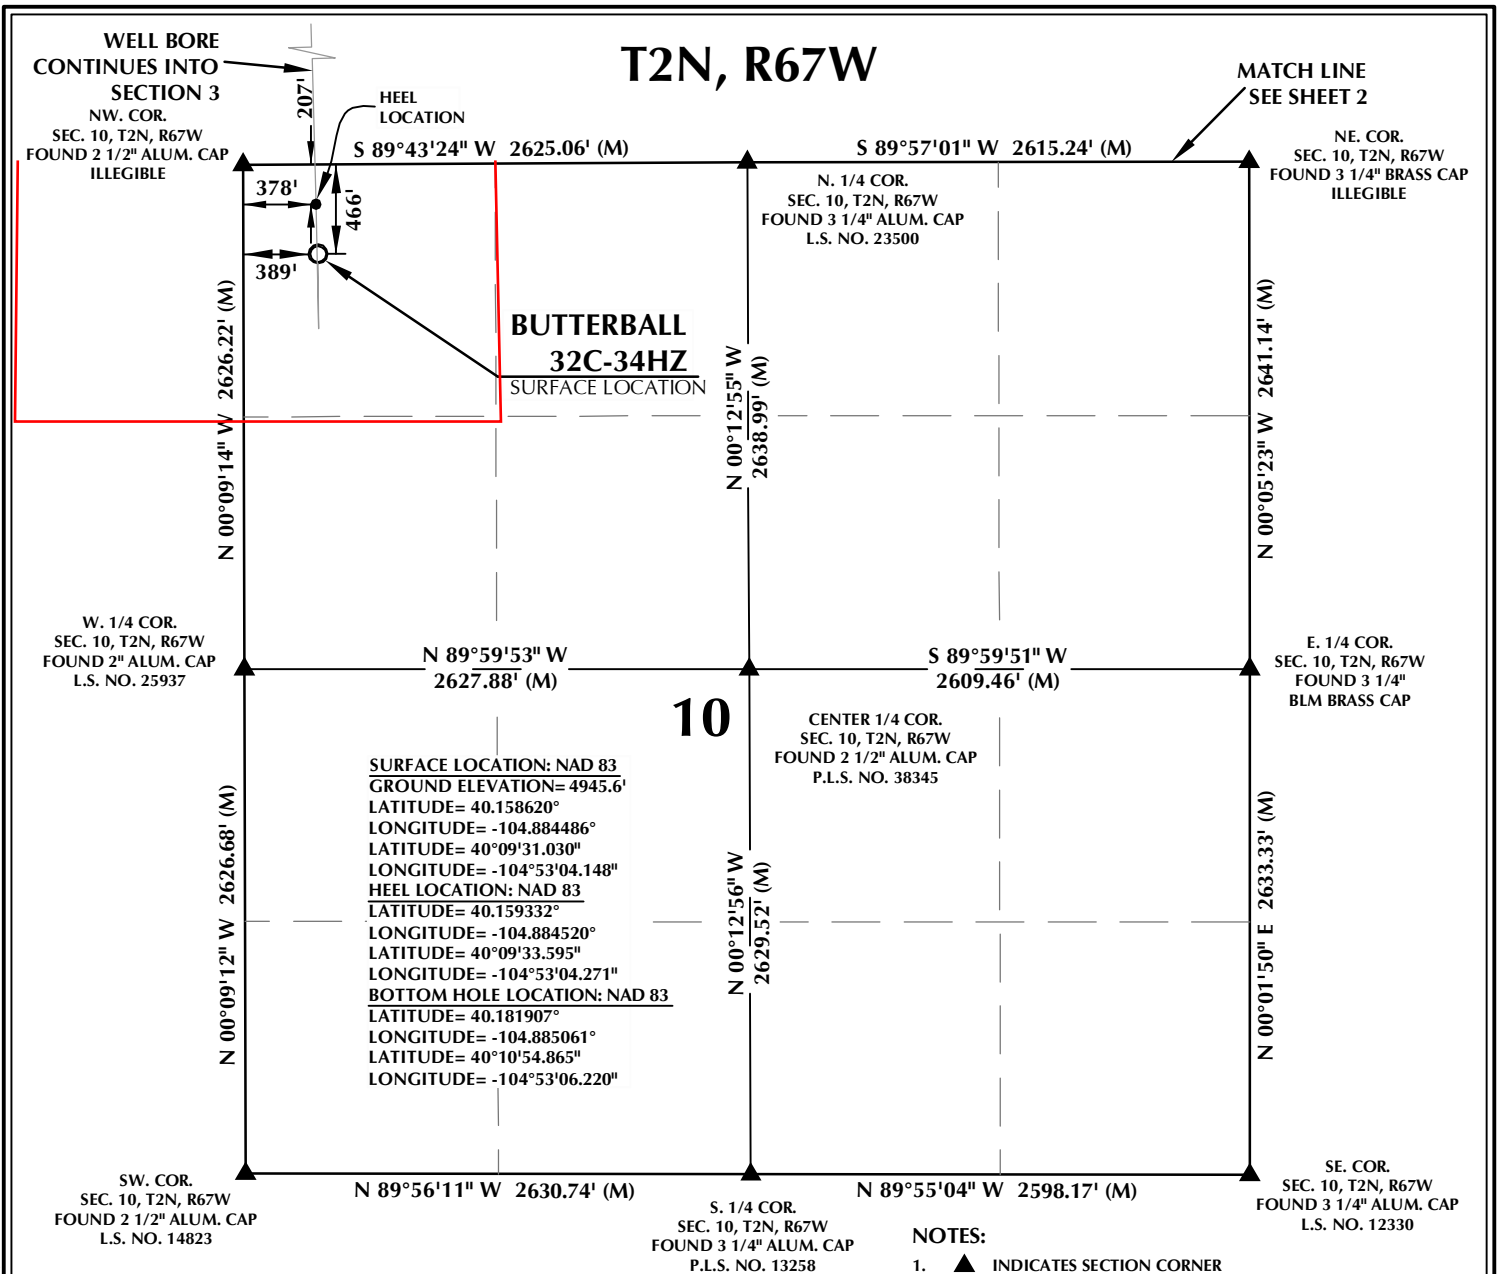 T2N, R67W
WELL BORE
CONTINUES INTO
SECTION 3
207'
HEEL
LOCATION
MATCH LINE
SEE SHEET 2
NW. COR.
SEC. 10, T2N, R67W
FOUND 2 1/2" ALUM. CAP
ILLEGIBLE
S 89°43'24" W 2625.06' (M)
S 89°57'01" W 2615.24' (M)
NE. COR.
SEC. 10, T2N, R67W
FOUND 3 1/4" BRASS CAP
ILLEGIBLE
N. 1/4 COR.
SEC. 10, T2N, R67W
FOUND 3 1/4" ALUM. CAP
L.S. NO. 23500
378'
466'
389'
BUTTERBALL
32C-34HZ
SURFACE LOCATION
N 00°09'14" W 2626.22' (M)
N 00°12'55" W
2638.99' (M)
N 00°05'23" W 2641.14' (M)
W. 1/4 COR.
SEC. 10, T2N, R67W
FOUND 2" ALUM. CAP
L.S. NO. 25937
N 89°59'53" W
2627.88' (M)
S 89°59'51" W
2609.46' (M)
E. 1/4 COR.
SEC. 10, T2N, R67W
FOUND 3 1/4"
BLM BRASS CAP
10
CENTER 1/4 COR.
SEC. 10, T2N, R67W
FOUND 2 1/2" ALUM. CAP
P.L.S. NO. 38345
SURFACE LOCATION: NAD 83
GROUND ELEVATION= 4945.6'
LATITUDE= 40.158620°
LONGITUDE= -104.884486°
LATITUDE= 40°09'31.030"
LONGITUDE= -104°53'04.148"
HEEL LOCATION: NAD 83
LATITUDE= 40.159332°
LONGITUDE= -104.884520°
LATITUDE= 40°09'33.595"
LONGITUDE= -104°53'04.271"
BOTTOM HOLE LOCATION: NAD 83
LATITUDE= 40.181907°
LONGITUDE= -104.885061°
LATITUDE= 40°10'54.865"
LONGITUDE= -104°53'06.220"
N 00°09'12" W 2626.68' (M)
N 00°12'56" W
2629.52' (M)
N 00°01'50" E 2633.33' (M)
SW. COR.
SEC. 10, T2N, R67W
FOUND 2 1/2" ALUM. CAP
L.S. NO. 14823
N 89°56'11" W 2630.74' (M)
N 89°55'04" W 2598.17' (M)
SE. COR.
SEC. 10, T2N, R67W
FOUND 3 1/4" ALUM. CAP
L.S. NO. 12330
S. 1/4 COR.
SEC. 10, T2N, R67W
FOUND 3 1/4" ALUM. CAP
P.L.S. NO. 13258
NOTES:
1. ▲ INDICATES SECTION CORNER